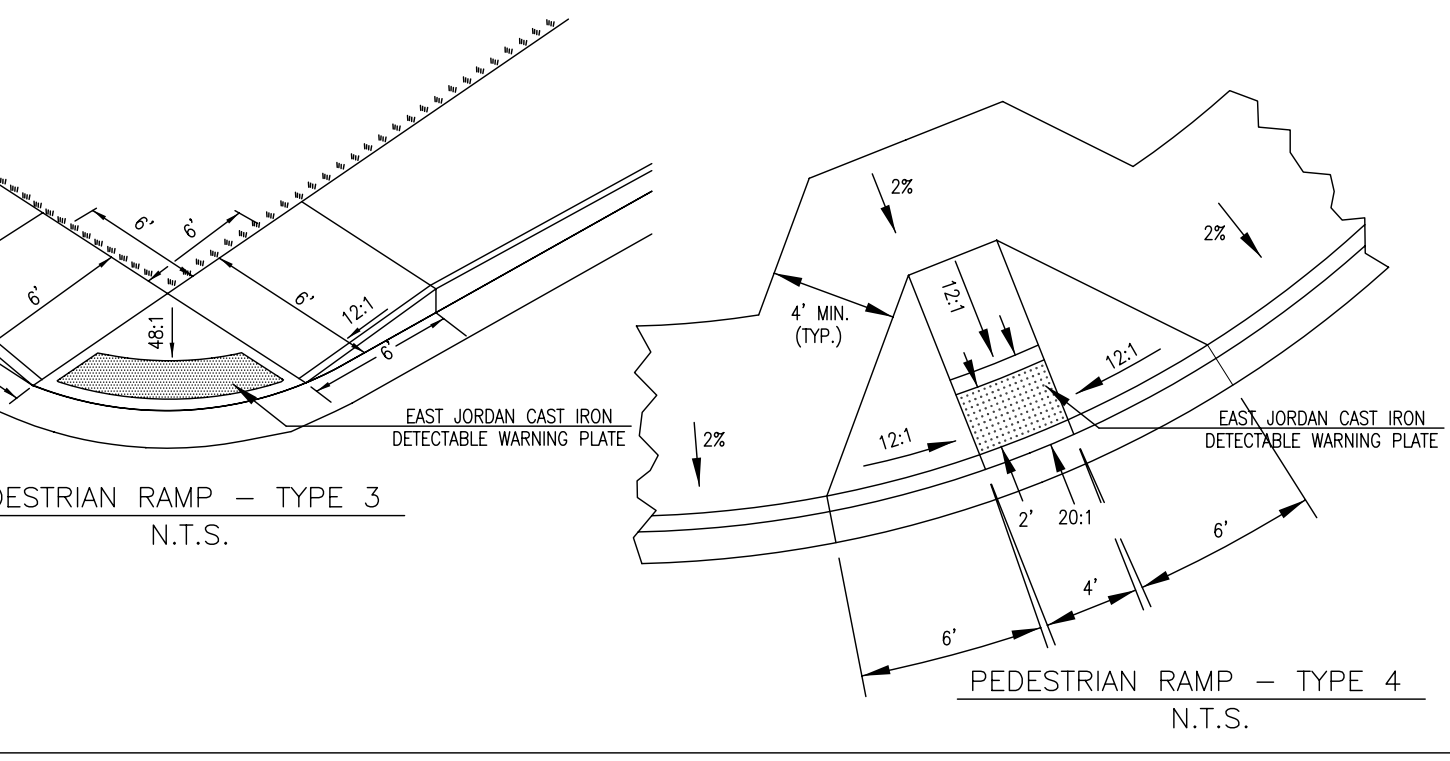 6'
6'
6'
6'
48:1
12:1
6'
EAST JORDAN CAST IRON
DETECTABLE WARNING PLATE
DESTRIAN RAMP – TYPE 3
N.T.S.
2%
2%
2%
4' MIN.
(TYP.)
12:1
12:1
12:1
EAST JORDAN CAST IRON
DETECTABLE WARNING PLATE
2'
20:1
6'
4'
6'
PEDESTRIAN RAMP – TYPE 4
N.T.S.